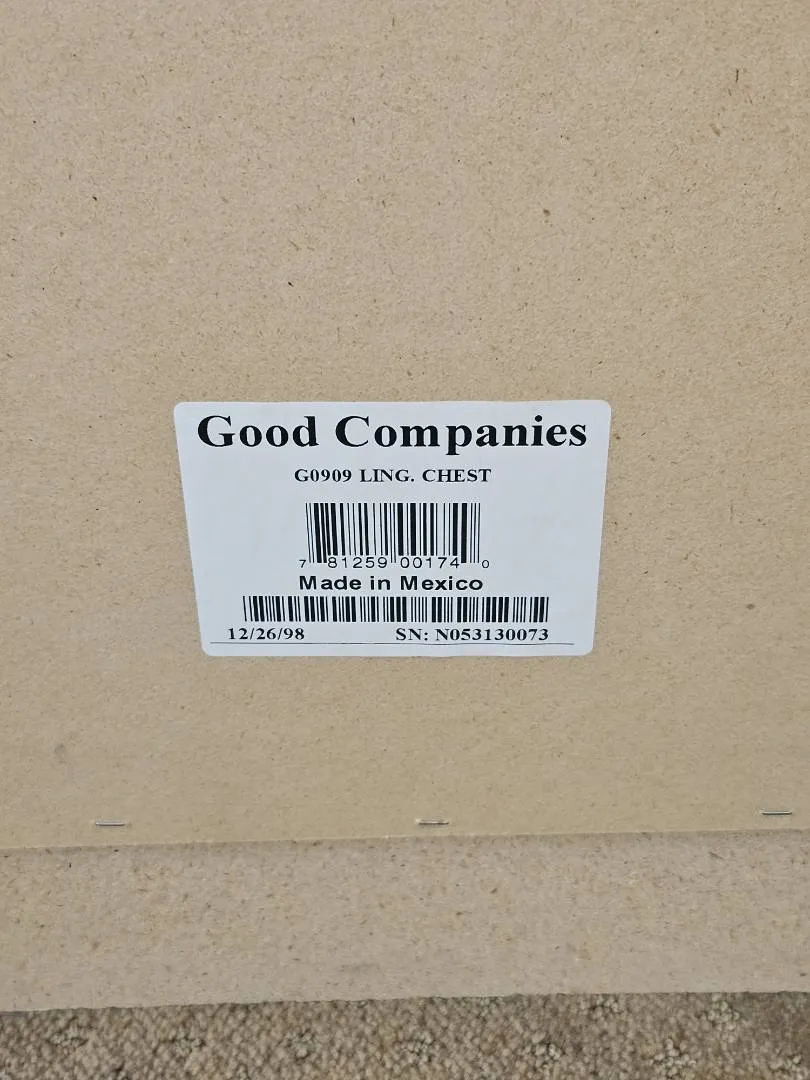 Good Companies
G0909 LING. CHEST
7 81259 00174 0
Made in Mexico
12/26/98 SN: N053130073